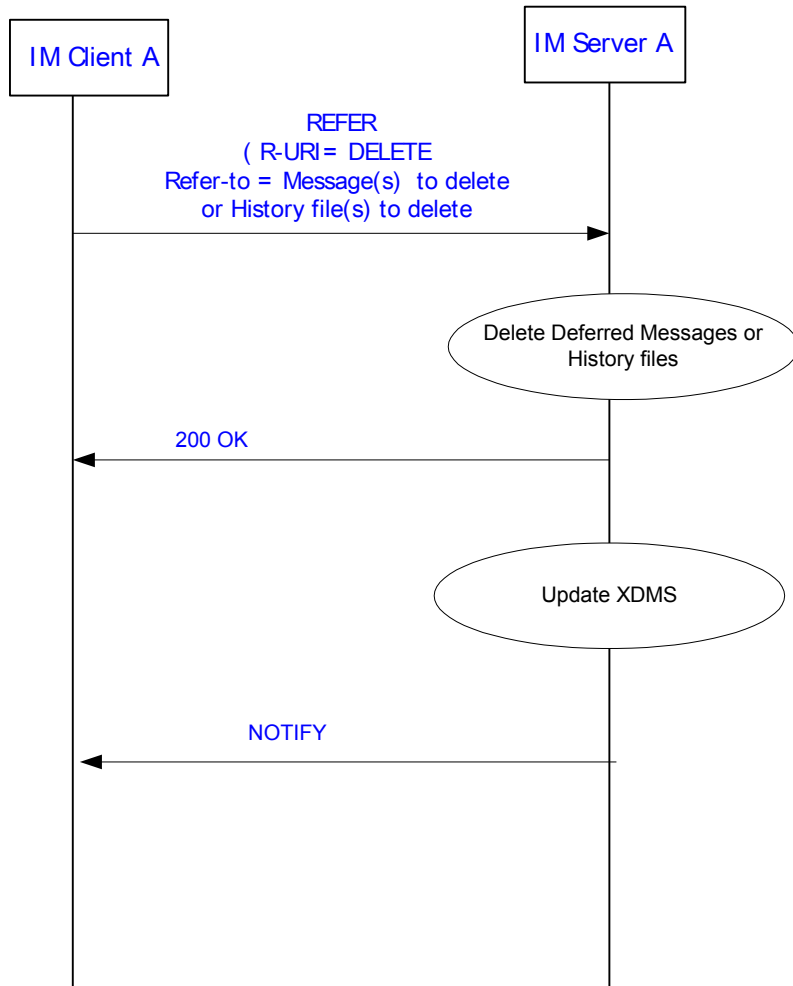 IM Client A
IM Server A
REFER
( R-URI= DELETE
Refer-to = Message(s) to delete
or History file(s) to delete
Delete Deferred Messages or
History files
200 OK
Update XDMS
NOTIFY